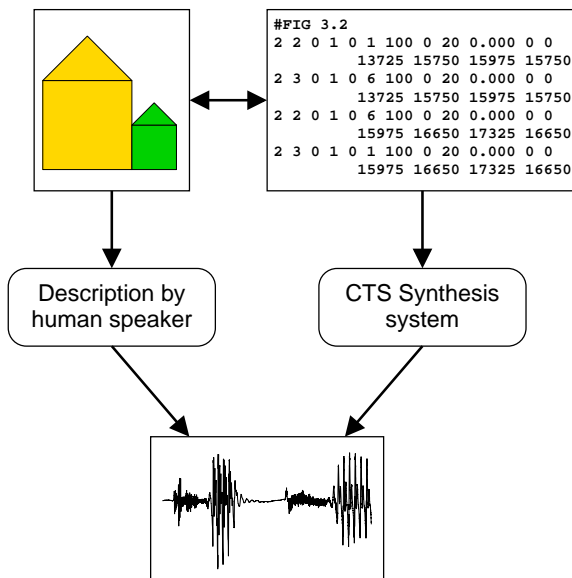 #FIG 3.2
2 2 0 1 0 1 100 0 20 0.000 0 0
13725 15750 15975 15750
2 3 0 1 0 6 100 0 20 0.000 0 0
13725 15750 15975 15750
2 2 0 1 0 6 100 0 20 0.000 0 0
15975 16650 17325 16650
2 3 0 1 0 1 100 0 20 0.000 0 0
15975 16650 17325 16650
Description by
human speaker
CTS Synthesis
system